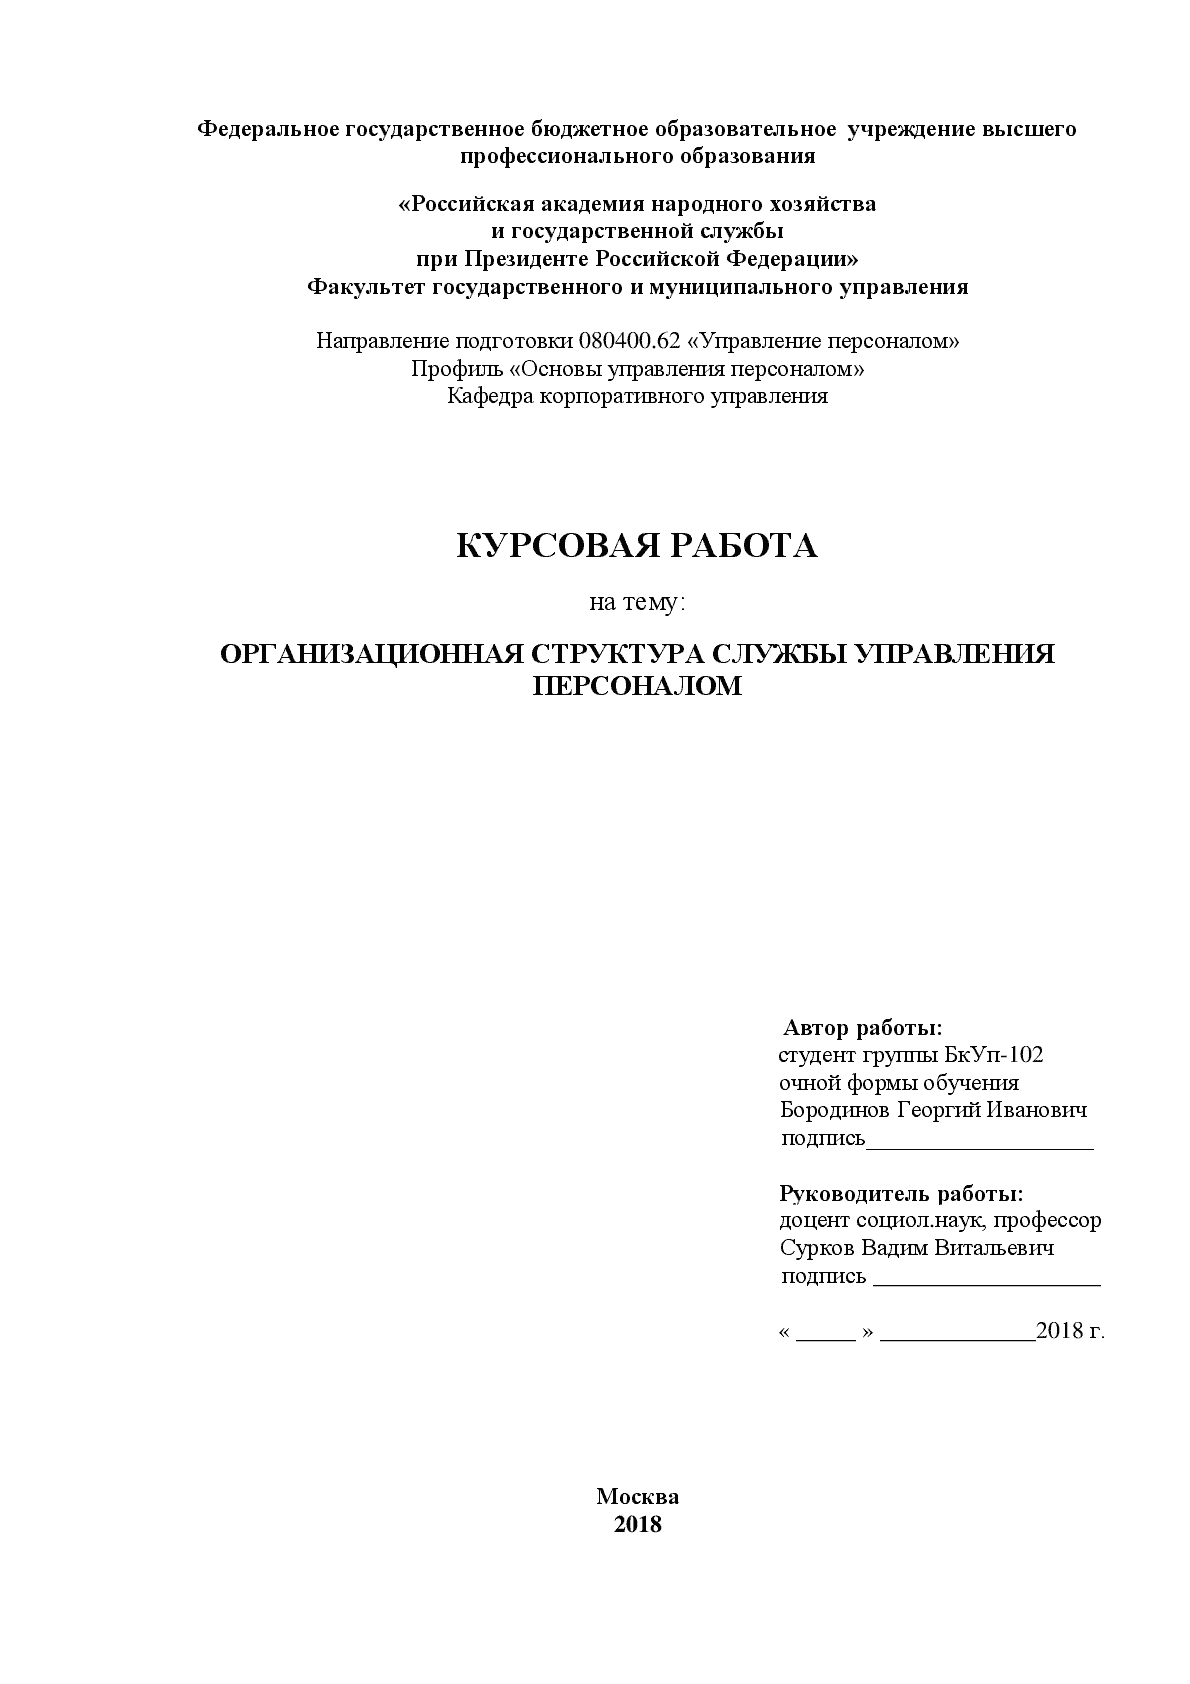 Федеральное государственное бюджетное образовательное учреждение высшего
профессионального образования
«Российская академия народного хозяйства
и государственной службы
при Президенте Российской Федерации»
Факультет государственного и муниципального управления
Направление подготовки 080400.62 «Управление персоналом»
Профиль «Основы управления персоналом»
Кафедра корпоративного управления
КУРСОВАЯ РАБОТА
на тему:
ОРГАНИЗАЦИОННАЯ СТРУКТУРА СЛУЖБЫ УПРАВЛЕНИЯ
ПЕРСОНАЛОМ
Автор работы:
студент группы БкУп-102
очной формы обучения
Бородинов Георгий Иванович
подпись___________________
Руководитель работы:
доцент социол.наук, профессор
Сурков Вадим Витальевич
подпись ___________________
« _____ » _____________2018 г.
Москва
2018